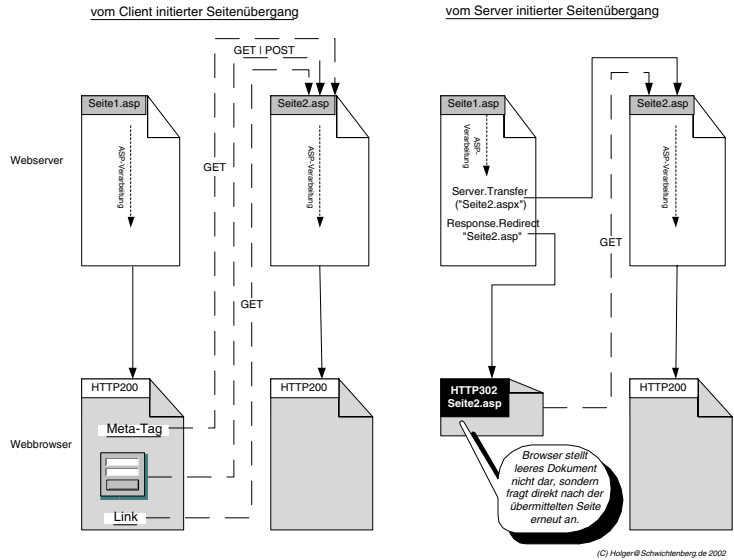 vom Client initierter Seitenübergang
vom Server initierter Seitenübergang
GET | POST
Seite1.asp
Seite2.asp
Seite1.asp
Seite2.asp
Webserver
ASP-Verarbeitung
GET
ASP-Verarbeitung
ASP-
Verarbeitung
Server.Transfer
("Seite2.aspx")
Response.Redirect
"Seite2.asp"
GET
ASP-Verarbeitung
GET
HTTP200
HTTP200
HTTP302
Seite2.asp
HTTP200
Webbrowser
Meta-Tag
Link
Browser stellt
leeres Dokument
nicht dar, sondern
fragt direkt nach der
übermittelten Seite
erneut an.
(C) Holger@Schwichtenberg.de 2002